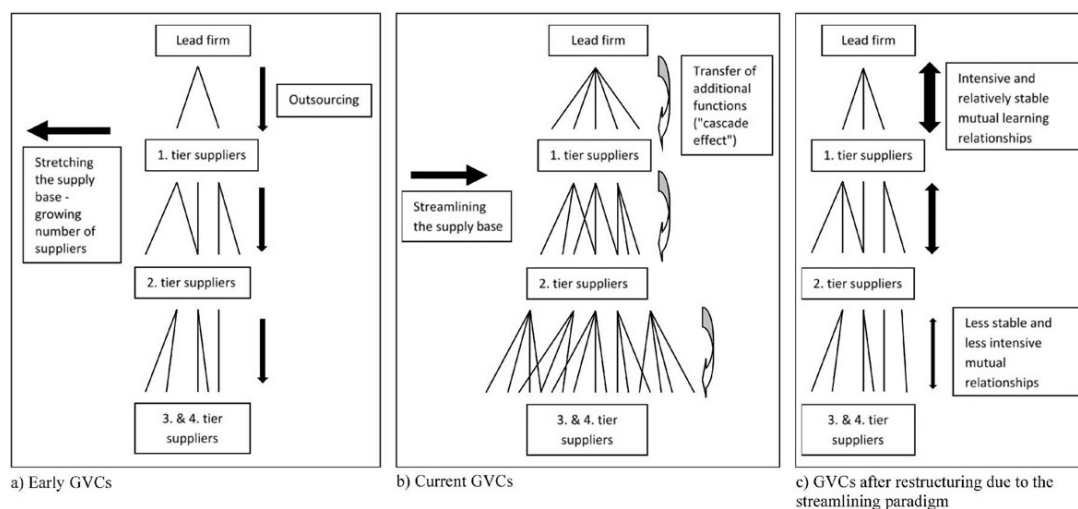 Lead firm
Outsourcing
1. tier suppliers
Stretching
the supply
base -
growing
number of
suppliers
2. tier suppliers
3. & 4. tier
suppliers
a) Early GVCs
Lead firm
Transfer of
additional
functions
("cascade
effect")
1. tier suppliers
Streamlining
the supply base
2. tier suppliers
3. & 4. tier
suppliers
b) Current GVCs
Lead firm
Intensive and
relatively stable
mutual learning
relationships
1. tier suppliers
2. tier suppliers
Less stable and
less intensive
mutual
relationships
3. & 4. tier
suppliers
c) GVCs after restructuring due to the
streamlining paradigm